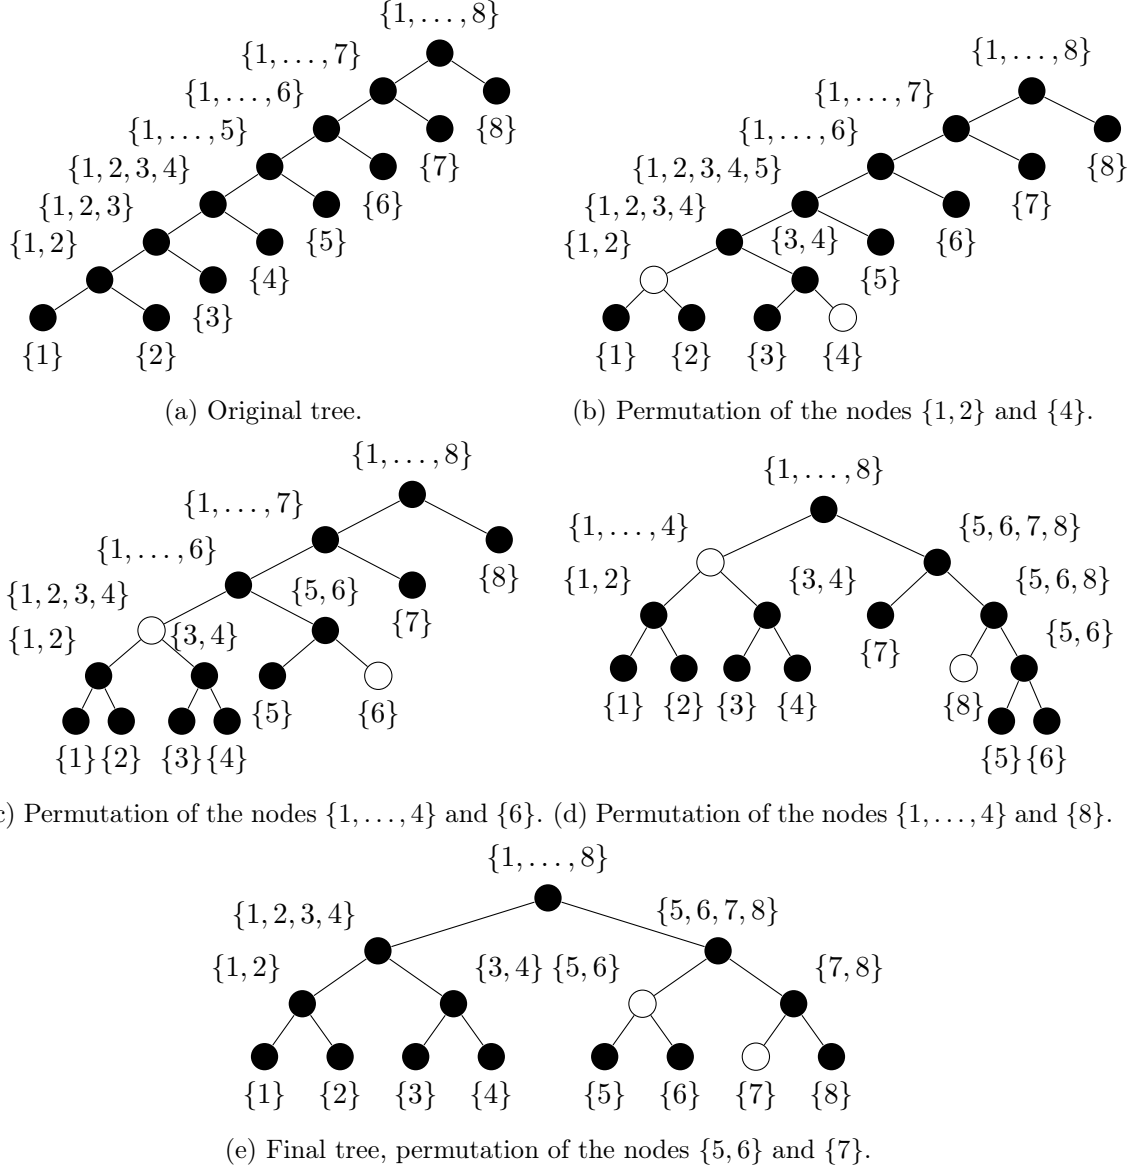 {1, . . . , 8}
{1, . . . , 7}
{1, . . . , 6}
{8}
{1, . . . , 5}
{7}
{1, 2, 3, 4}
{6}
{1, 2, 3}
{5}
{1, 2}
{4}
{3}
{1} {2}
(a) Original tree.
{1, . . . , 8}
{1, . . . , 7}
{1, . . . , 6}
{8}
{1, 2, 3, 4, 5}
{7}
{1, 2, 3, 4}
{6}
{1, 2} {3, 4}
{5}
{1} {2} {3} {4}
(b) Permutation of the nodes {1, 2} and {4}.
{1, . . . , 8}
{1, . . . , 7}
{1, . . . , 6}
{8}
{1, 2, 3, 4} {5, 6}
{7}
{1, 2} {3, 4}
{5} {6}
{1} {2} {3} {4}
) Permutation of the nodes {1, . . . , 4} and {6}.
{1, . . . , 8}
{1, . . . , 4} {5, 6, 7, 8}
{1, 2} {3, 4} {5, 6, 8}
{7} {5, 6}
{1} {2} {3} {4} {8}
{5} {6}
(d) Permutation of the nodes {1, . . . , 4} and {8}.
{1, . . . , 8}
{1, 2, 3, 4} {5, 6, 7, 8}
{1, 2} {3, 4} {5, 6} {7, 8}
{1} {2} {3} {4} {5} {6} {7} {8}
(e) Final tree, permutation of the nodes {5, 6} and {7}.